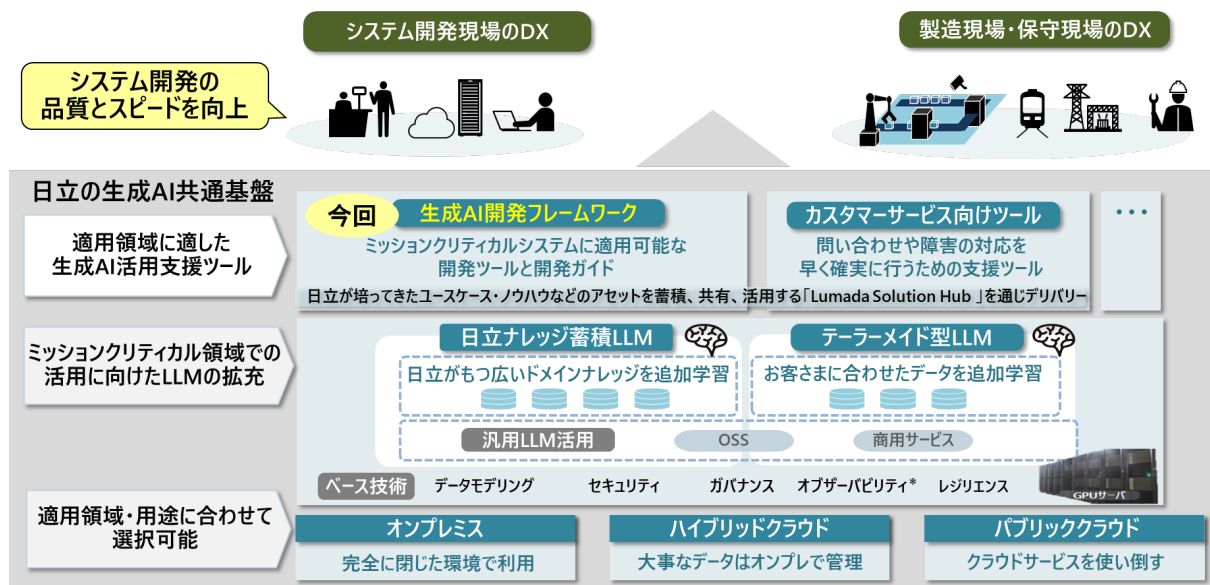 システム開発現場のDX
製造現場・保守現場のDX
システム開発の
品質とスピードを向上
日立の生成AI共通基盤
適用領域に適した
生成AI活用支援ツール
今回
生成AI開発フレームワーク
ミッションクリティカルシステムに適用可能な
開発ツールと開発ガイド
カスタマーサービス向けツール
問い合わせや障害の対応を
早く確実に行うための支援ツール
・・・
日立が培ってきたユースケース・ノウハウなどのアセットを蓄積、共有、活用する「Lumada Solution Hub 」を通じデリバリー
ミッションクリティカル領域での
活用に向けたLLMの拡充
日立ナレッジ蓄積LLM
日立がもつ広いドメインナレッジを追加学習
テーラーメイド型LLM
お客さまに合わせたデータを追加学習
汎用LLM活用
OSS
商用サービス
ベース技術
データモデリング
セキュリティ
ガバナンス
オブザーバビリティ*
レジリエンス
GPUサーバ
適用領域・用途に合わせて
選択可能
オンプレミス
完全に閉じた環境で利用
ハイブリッドクラウド
大事なデータはオンプレで管理
パブリッククラウド
クラウドサービスを使い倒す